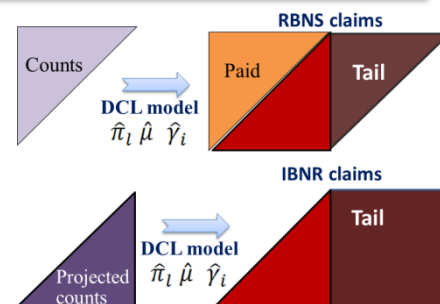 RBNS claims
Counts
Paid
Tail
DCL model
π̂ₗ μ̂ γ̂ᵢ
IBNR claims
Tail
DCL model
π̂ₗ μ̂ γ̂ᵢ
Projected
counts